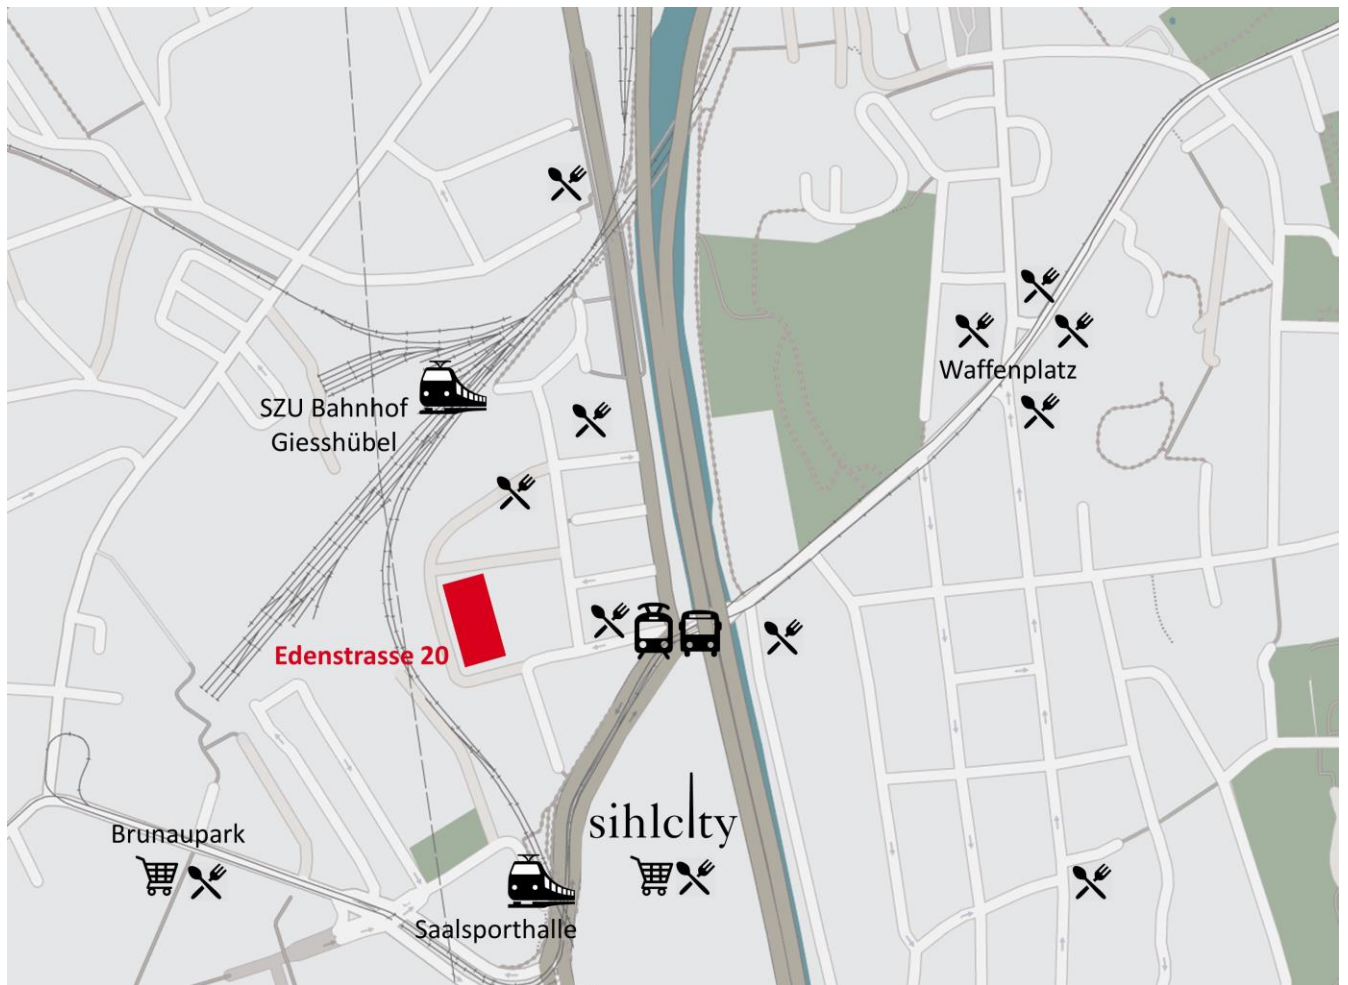 Waffenplatz
SZU Bahnhof
Giesshübel
Edenstrasse 20
sihlcity
Brunaupark
Saalsporthalle